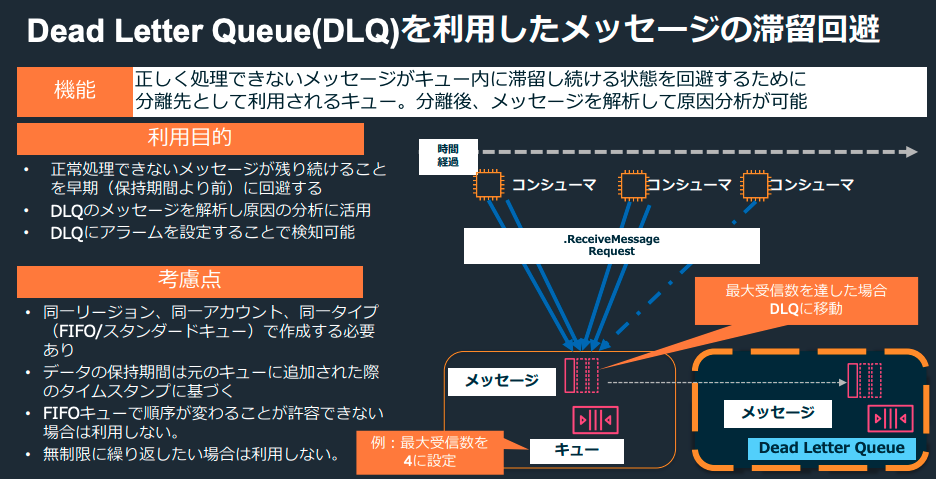 Dead Letter Queue(DLQ)を利用したメッセージの滞留回避
機能
正しく処理できないメッセージがキュー内に滞留し続ける状態を回避するために
分離先として利用されるキュー。分離後、メッセージを解析して原因分析が可能
利用目的
• 正常処理できないメッセージが残り続けること
を早期（保持期間より前）に回避する
• DLQのメッセージを解析し原因の分析に活用
• DLQにアラームを設定することで検知可能
考慮点
• 同一リージョン、同一アカウント、同一タイプ
（FIFO/スタンダードキュー）で作成する必要
あり
• データの保持期間は元のキューに追加された際
のタイムスタンプに基づく
• FIFOキューで順序が変わることが許容できない
場合は利用しない。
• 無制限に繰り返したい場合は利用しない。
時間
経過
コンシューマ
コンシューマ
コンシューマ
.ReceiveMessage
Request
最大受信数を達した場合
DLQに移動
メッセージ
キュー
例：最大受信数を
4に設定
メッセージ
Dead Letter Queue